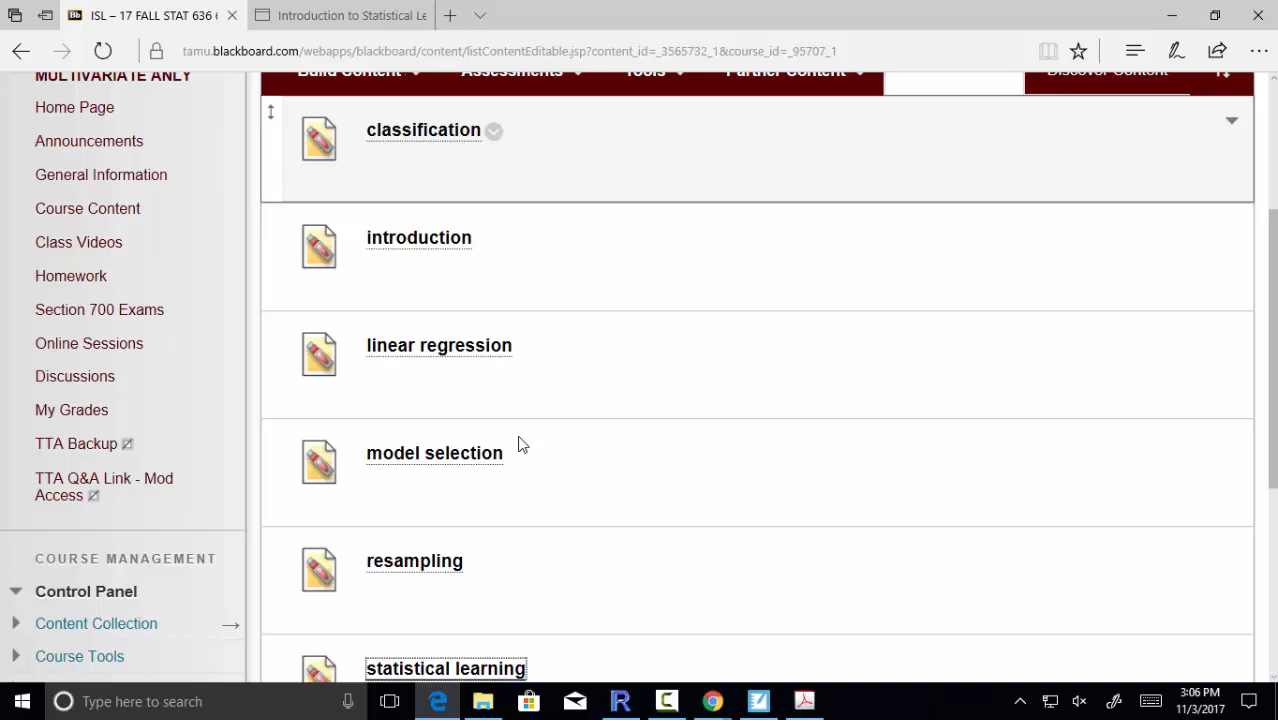 ISL – 17 FALL STAT 636 6
Introduction to Statistical Le
tamu.blackboard.com/webapps/blackboard/content/listContentEditable.jsp?content_id=_3565732_1&course_id=_95707_1
MULTIVARIATE ANLY
Home Page
Announcements
General Information
Course Content
Class Videos
Homework
Section 700 Exams
Online Sessions
Discussions
My Grades
TTA Backup
TTA Q&A Link - Mod
Access
COURSE MANAGEMENT
Control Panel
Content Collection
Course Tools
Build Content
Assessments
Tools
Partner Content
Discover Content
classification
introduction
linear regression
model selection
resampling
statistical learning
Type here to search
3:06 PM
11/3/2017